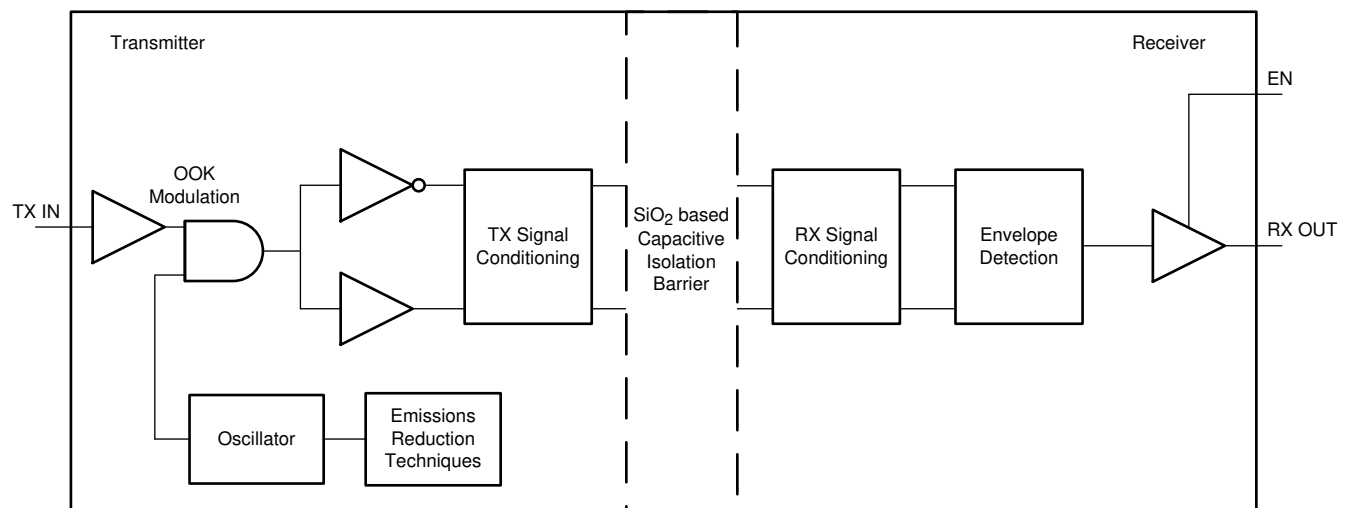 Transmitter
Receiver
EN
OOK
Modulation
TX IN
TX Signal
Conditioning
SiO2 based
Capacitive
Isolation
Barrier
RX Signal
Conditioning
Envelope
Detection
RX OUT
Oscillator
Emissions
Reduction
Techniques